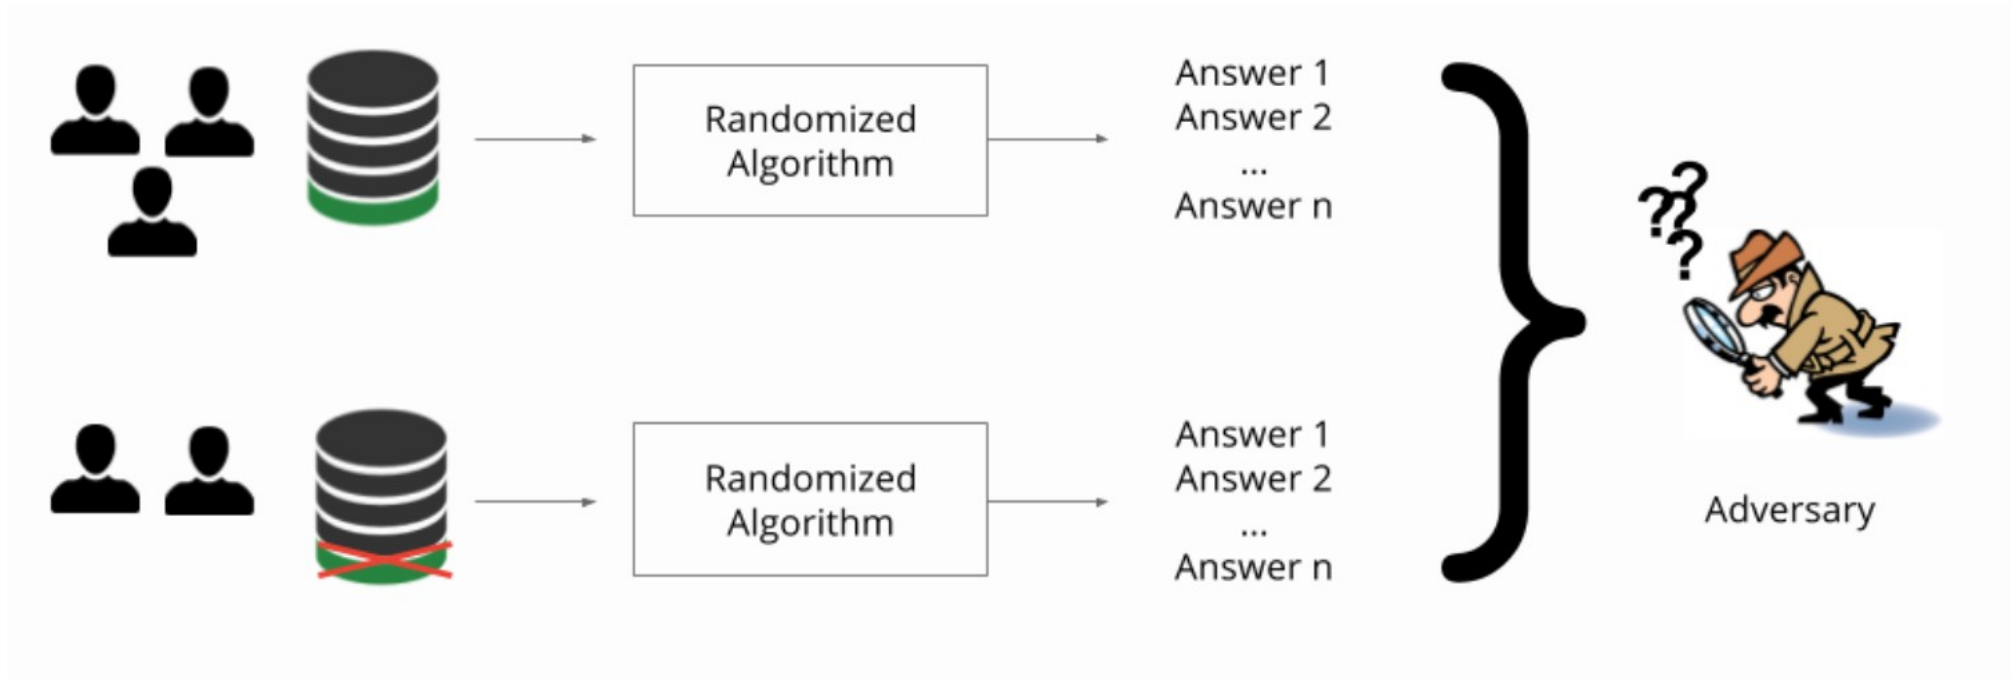 Randomized
Algorithm
Answer 1
Answer 2
...
Answer n
????
Randomized
Algorithm
Answer 1
Answer 2
...
Answer n
Adversary